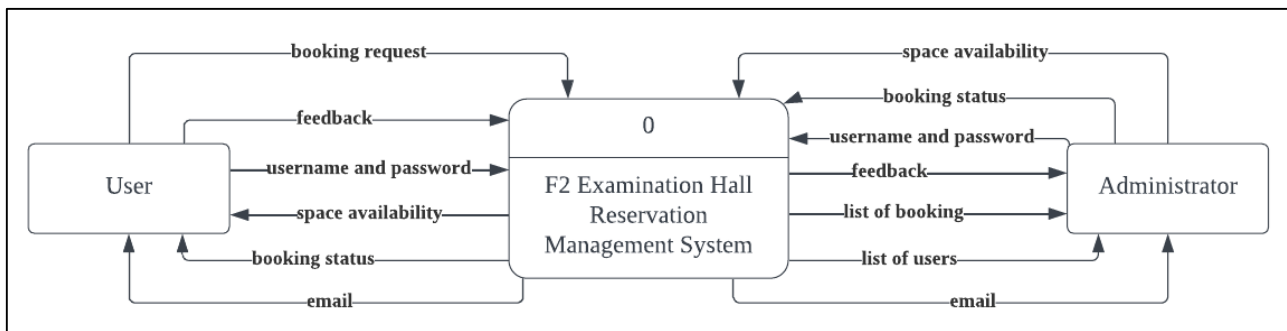 booking request
space availability
booking status
feedback
0
username and password
User
username and password
feedback
Administrator
F2 Examination Hall
Reservation
Management System
space availability
list of booking
booking status
list of users
email
email